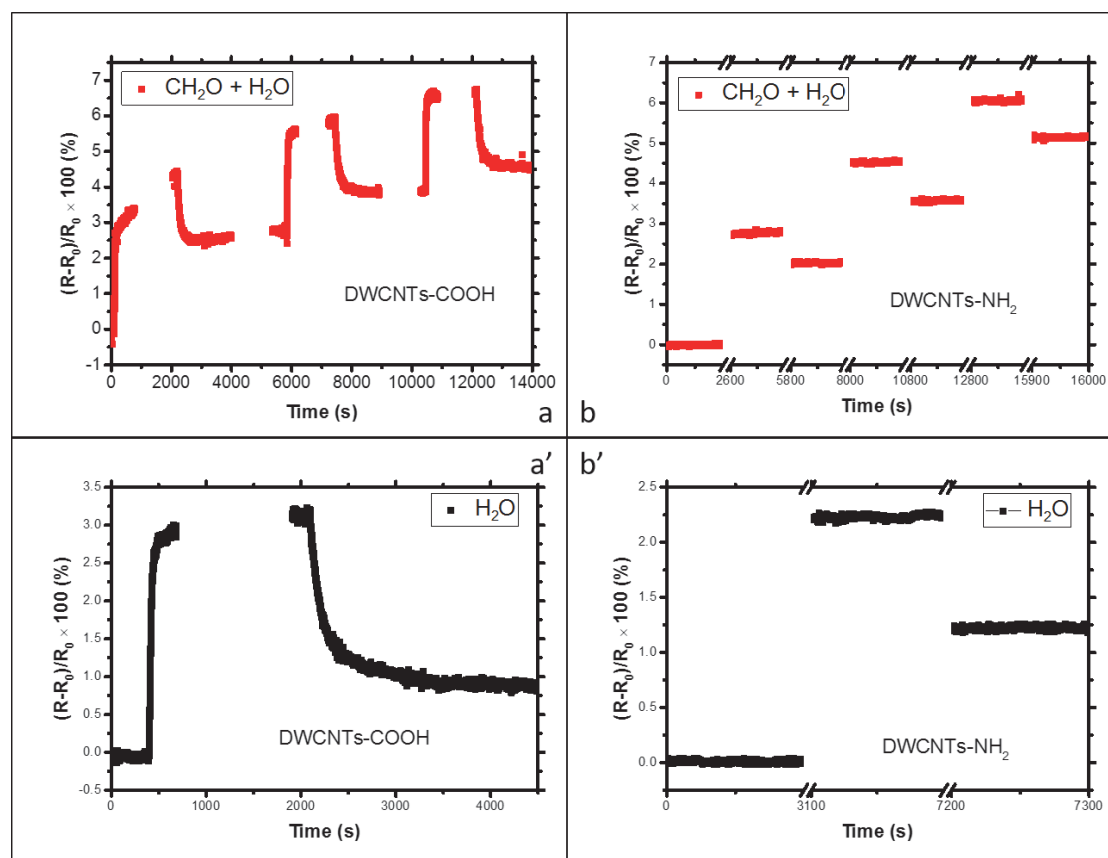 CH₂O + H₂O
(R-R₀)/R₀ × 100 (%)
7
6
5
4
3
2
1
0
-1
DWCNTs-COOH
0 2000 4000 6000 8000 10000 12000 14000
Time (s)
a
CH₂O + H₂O
(R-R₀)/R₀ × 100 (%)
7
6
5
4
3
2
1
0
DWCNTs-NH₂
0 2600 5800 8000 10800 12800 15900 16000
Time (s)
b
a'
H₂O
(R-R₀)/R₀ × 100 (%)
3.5
3.0
2.5
2.0
1.5
1.0
0.5
0.0
-0.5
DWCNTs-COOH
0 1000 2000 3000 4000
Time (s)
b'
H₂O
(R-R₀)/R₀ × 100 (%)
2.5
2.0
1.5
1.0
0.5
0.0
DWCNTs-NH₂
0 3100 7200 7300
Time (s)